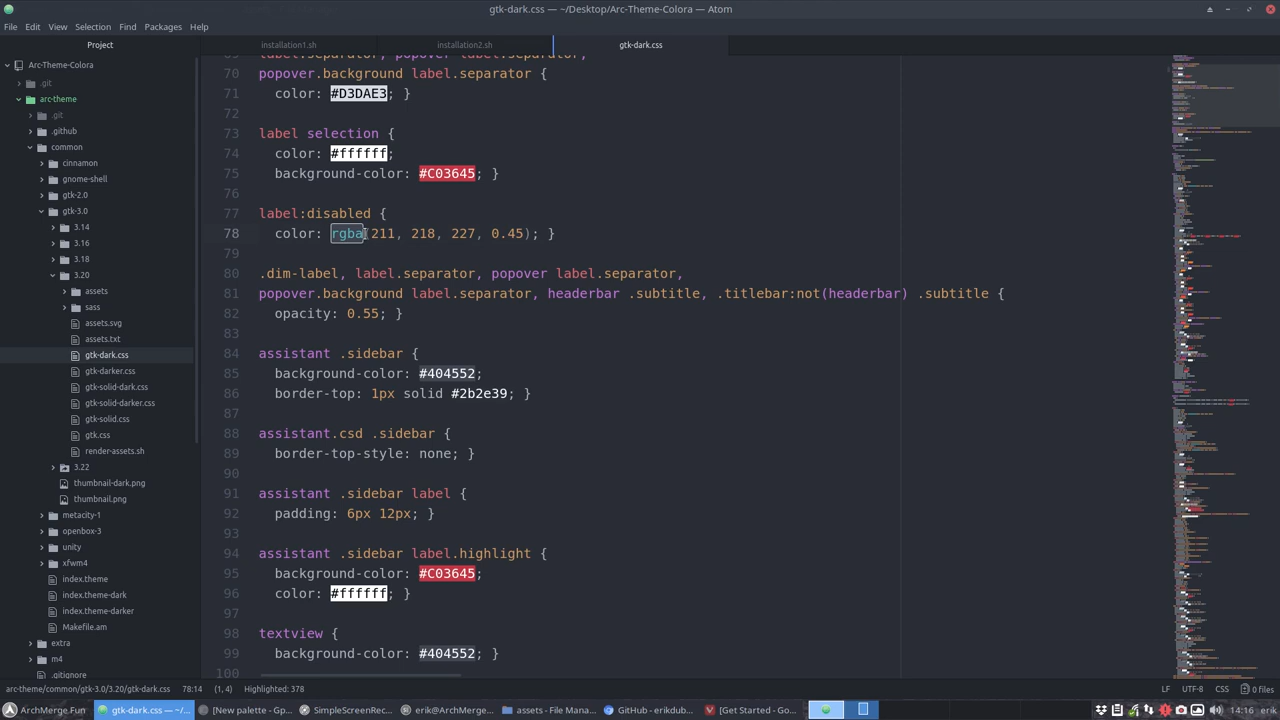 gtk-dark.css — ~/Desktop/Arc-Theme-Colora — Atom
File Edit View Selection Find Packages Help
Project
installation1.sh
installation2.sh
gtk-dark.css
Arc-Theme-Colora
.git
arc-theme
.git
.github
common
cinnamon
gnome-shell
gtk-2.0
gtk-3.0
3.14
3.16
3.18
3.20
assets
sass
assets.svg
assets.txt
gtk-dark.css
gtk-darker.css
gtk-solid-dark.css
gtk-solid-darker.css
gtk-solid.css
gtk.css
render-assets.sh
3.22
thumbnail-dark.png
thumbnail.png
metacity-1
openbox-3
unity
xfwm4
index.theme
index.theme-dark
index.theme-darker
Makefile.am
extra
m4
.gitignore
69 label.separator, popover label.separator,
70 popover.background label.separator {
71 color: #D3DAE3; }
72
73 label selection {
74 color: #ffffff;
75 background-color: #C03645; }
76
77 label:disabled {
78 color: rgba(211, 218, 227, 0.45); }
79
80 .dim-label, label.separator, popover label.separator,
81 popover.background label.separator, headerbar .subtitle, .titlebar:not(headerbar) .subtitle {
82 opacity: 0.55; }
83
84 assistant .sidebar {
85 background-color: #404552;
86 border-top: 1px solid #2b2e39; }
87
88 assistant.csd .sidebar {
89 border-top-style: none; }
90
91 assistant .sidebar label {
92 padding: 6px 12px; }
93
94 assistant .sidebar label.highlight {
95 background-color: #C03645;
96 color: #ffffff; }
97
98 textview {
99 background-color: #404552; }
100
arc-theme/common/gtk-3.0/3.20/gtk-dark.css 78:14 (1, 4) Highlighted: 378
LF UTF-8 CSS 0 files
ArchMerge Fun
gtk-dark.css — ~/...
[New palette - Gp...
SimpleScreenRec...
erik@ArchMerge...
assets - File Mana...
GitHub - erikdub...
[Get Started - Go...
14:16 erik